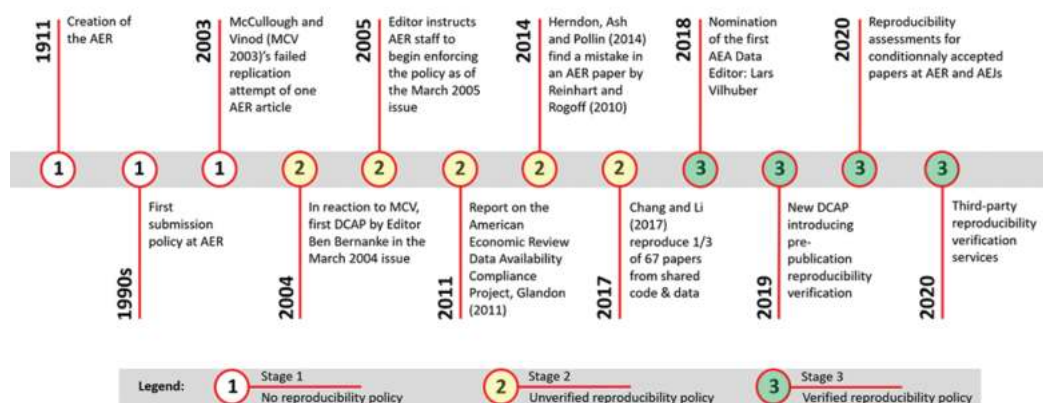 1911
Creation of
the AER
2003
McCullough and
Vinod (MCV
2003)'s failed
replication
attempt of one
AER article
2005
Editor instructs
AER staff to
begin enforcing
the policy as of
the March 2005
issue
2014
Herndon, Ash
and Pollin (2014)
find a mistake in
an AER paper by
Reinhart and
Rogoff (2010)
2018
Nomination
of the first
AEA Data
Editor: Lars
Vilhuber
2020
Reproducibility
assessments for
conditionnaly accepted
papers at AER and AEJs
1
1
1
2
2
2
2
2
3
3
3
3
1990s
First
submission
policy at AER
2004
In reaction to MCV,
first DCAP by Editor
Ben Bernanke in the
March 2004 issue
2011
Report on the
American
Economic Review
Data Availability
Compliance
Project, Glandon
(2011)
2017
Chang and Li
(2017)
reproduce 1/3
of 67 papers
from shared
code & data
2019
New DCAP
introducing
pre-
publication
reproducibility
verification
2020
Third-party
reproducibility
verification
services
Legend:
1
Stage 1
No reproducibility policy
2
Stage 2
Unverified reproducibility policy
3
Stage 3
Verified reproducibility policy